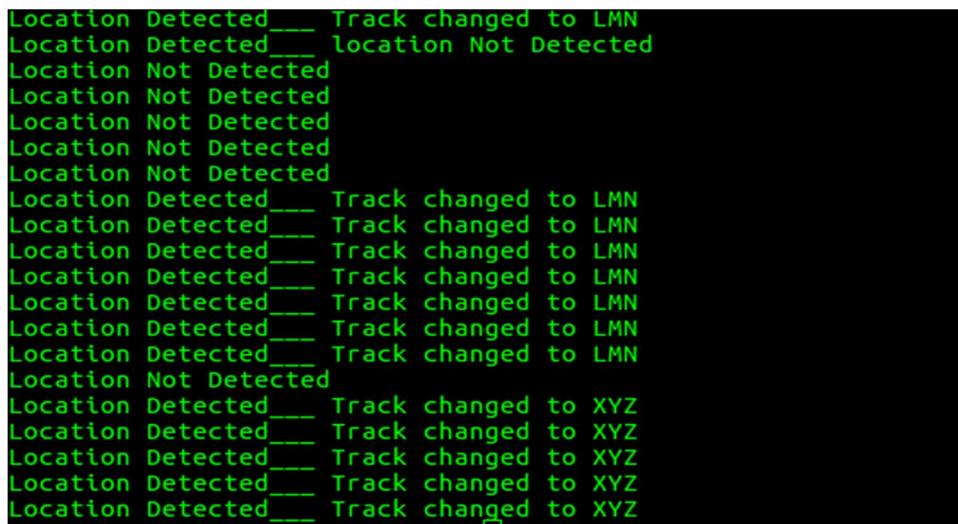 Location Detected___ Track changed to LMN
Location Detected___ location Not Detected
Location Not Detected
Location Not Detected
Location Not Detected
Location Not Detected
Location Not Detected
Location Detected___ Track changed to LMN
Location Detected___ Track changed to LMN
Location Detected___ Track changed to LMN
Location Detected___ Track changed to LMN
Location Detected___ Track changed to LMN
Location Detected___ Track changed to LMN
Location Detected___ Track changed to LMN
Location Not Detected
Location Detected___ Track changed to XYZ
Location Detected___ Track changed to XYZ
Location Detected___ Track changed to XYZ
Location Detected___ Track changed to XYZ
Location Detected___ Track changed to XYZ